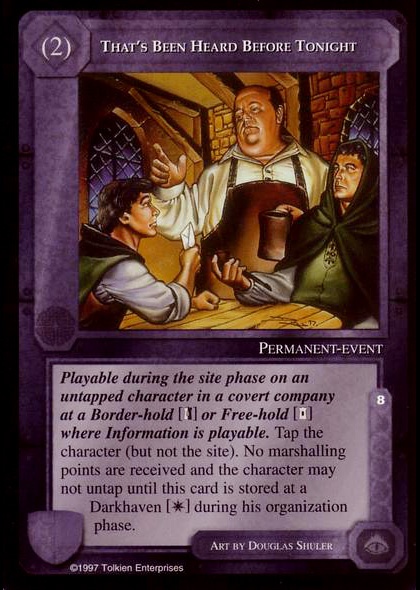 (2)
That's Been Heard Before Tonight
Permanent-event
Playable during the site phase on an
untapped character in a covert company
at a Border-hold [] or Free-hold []
where Information is playable. Tap the
character (but not the site). No marshalling
points are received and the character may
not untap until this card is stored at a
Darkhaven [] during his organization
phase.
8
Art by Douglas Shuler
©1997 Tolkien Enterprises